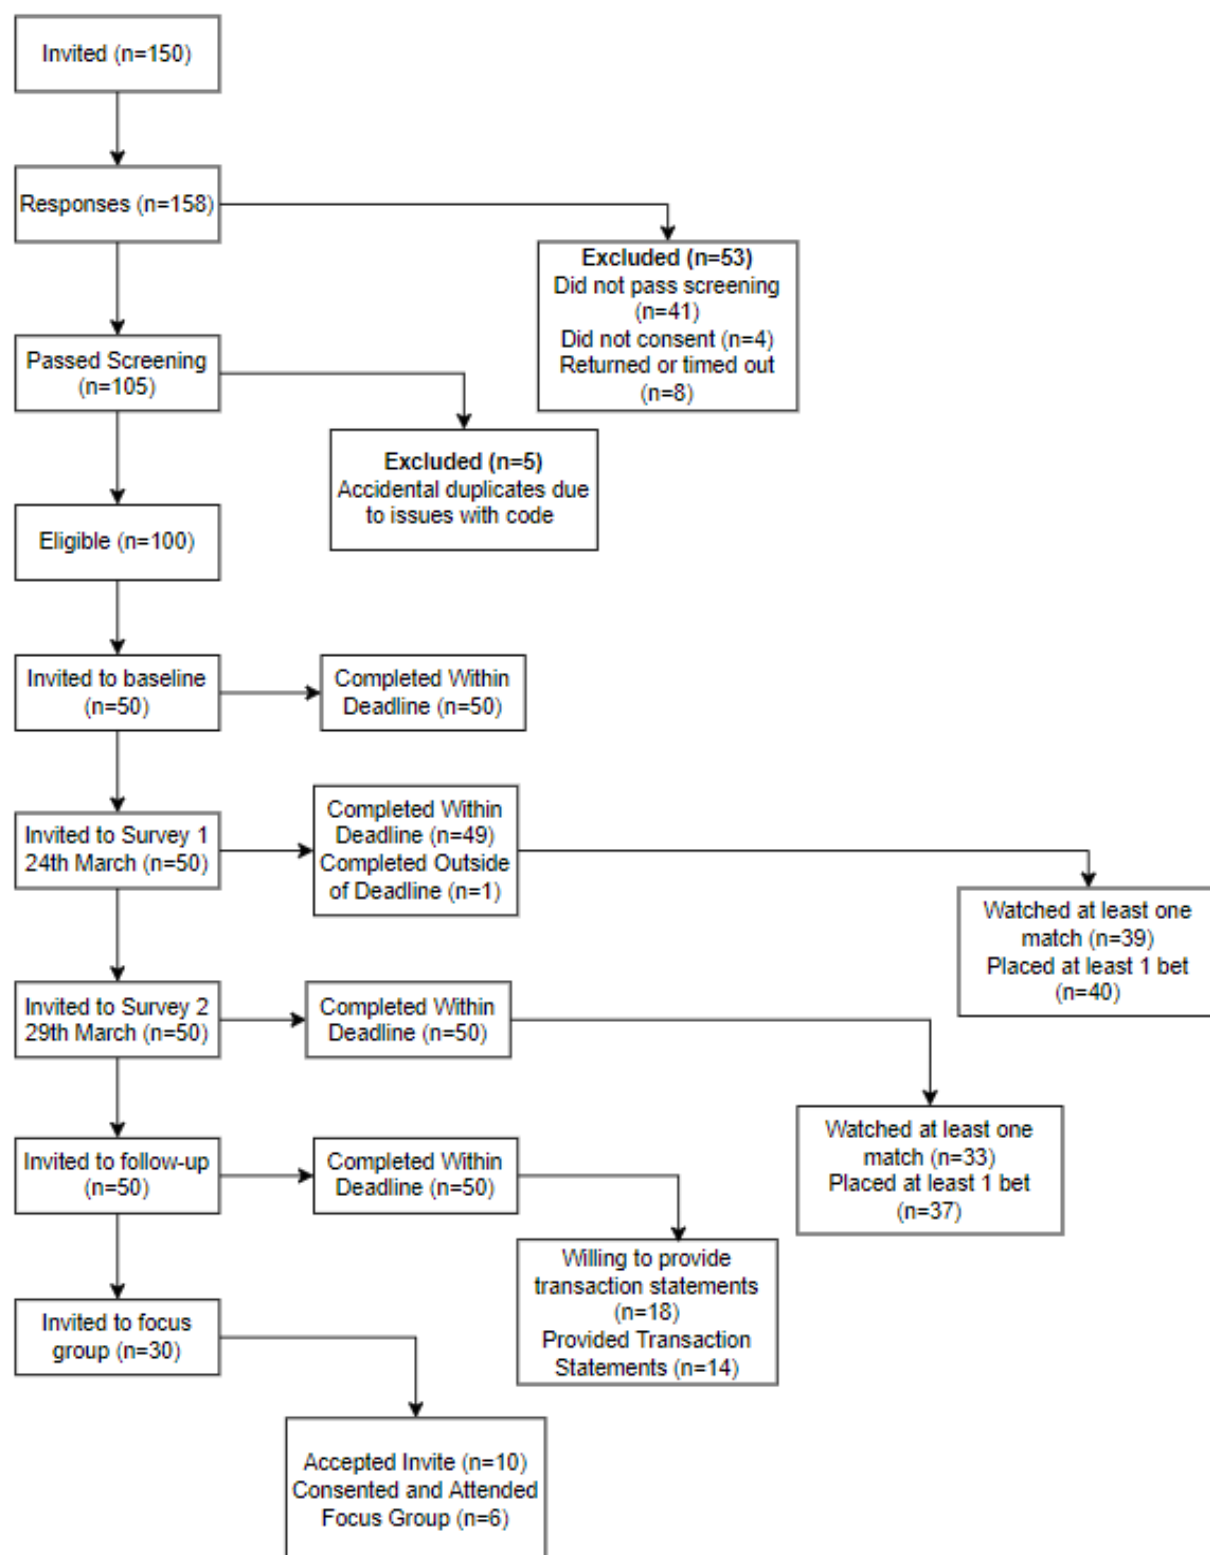 Invited (n=150)
Responses (n=158)
Excluded (n=53)
Did not pass screening
(n=41)
Did not consent (n=4)
Returned or timed out
(n=8)
Passed Screening
(n=105)
Excluded (n=5)
Accidental duplicates due
to issues with code
Eligible (n=100)
Invited to baseline
(n=50)
Completed Within
Deadline (n=50)
Invited to Survey 1
24th March (n=50)
Completed Within
Deadline (n=49)
Completed Outside
of Deadline (n=1)
Watched at least one
match (n=39)
Placed at least 1 bet
(n=40)
Invited to Survey 2
29th March (n=50)
Completed Within
Deadline (n=50)
Watched at least one
match (n=33)
Placed at least 1 bet
(n=37)
Invited to follow-up
(n=50)
Completed Within
Deadline (n=50)
Willing to provide
transaction statements
(n=18)
Provided Transaction
Statements (n=14)
Invited to focus
group (n=30)
Accepted Invite (n=10)
Consented and Attended
Focus Group (n=6)